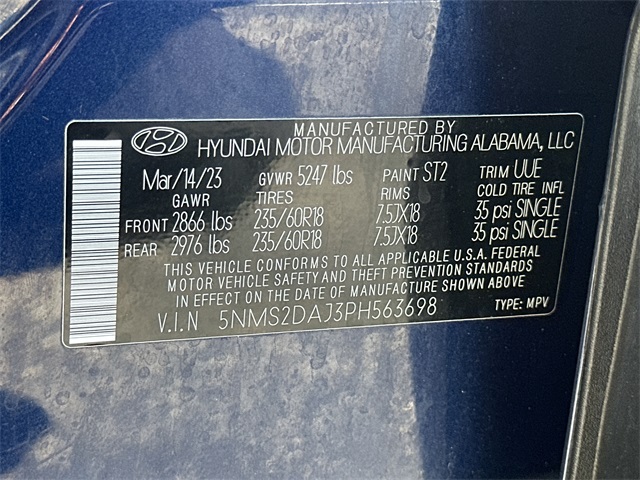 MANUFACTURED BY
HYUNDAI MOTOR MANUFACTURING ALABAMA, LLC
Mar/14/23 GVWR 5247 lbs PAINT ST2 TRIM UUE
GAWR TIRES RIMS COLD TIRE INFL
FRONT 2866 lbs 235/60R18 7.5JX18 35 psi SINGLE
REAR 2976 lbs 235/60R18 7.5JX18 35 psi SINGLE
THIS VEHICLE CONFORMS TO ALL APPLICABLE U.S.A. FEDERAL
MOTOR VEHICLE SAFETY AND THEFT PREVENTION STANDARDS
IN EFFECT ON THE DATE OF MANUFACTURE SHOWN ABOVE
V.I.N 5NMS2DAJ3PH563698 TYPE: MPV